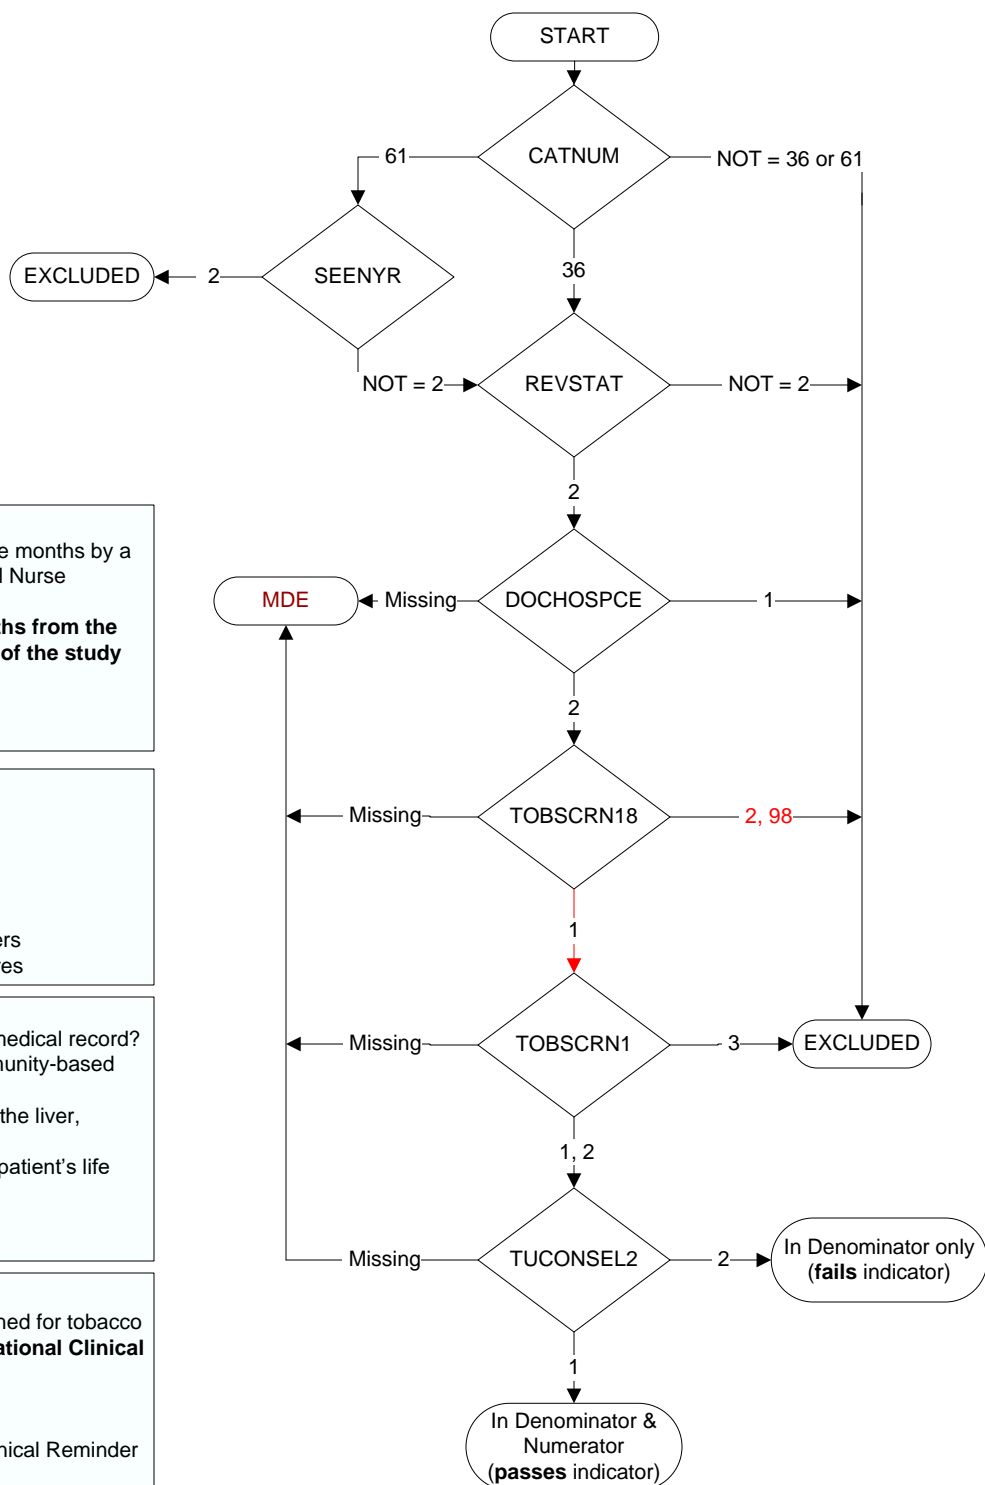 START
CATNUM
61
NOT = 36 or 61
36
SEENYR
2
EXCLUDED
NOT = 2
REVSTAT
NOT = 2
2
e months by a
Nurse
ths from the
of the study
MDE
Missing
DOCHOSPCE
1
2
Missing
TOBSCRN18
2, 98
1
ers
es
Missing
TOBSCRN1
3
EXCLUDED
medical record?
munity-based
the liver,
patient's life
1, 2
Missing
TUCONSEL2
2
In Denominator only
(fails indicator)
ned for tobacco
ational Clinical
nical Reminder
1
In Denominator &
Numerator
(passes indicator)